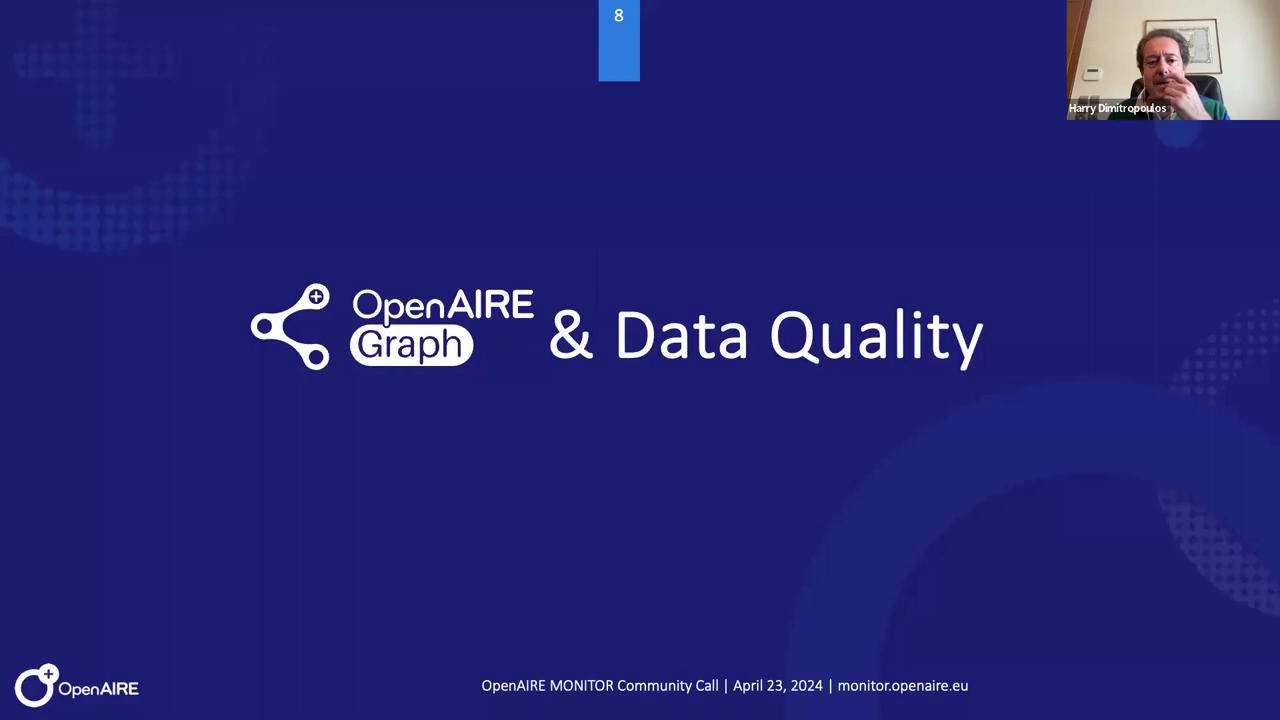 8
Harry Dimitropoulos
OpenAIRE
Graph
& Data Quality
OpenAIRE
OpenAIRE MONITOR Community Call | April 23, 2024 | monitor.openaire.eu